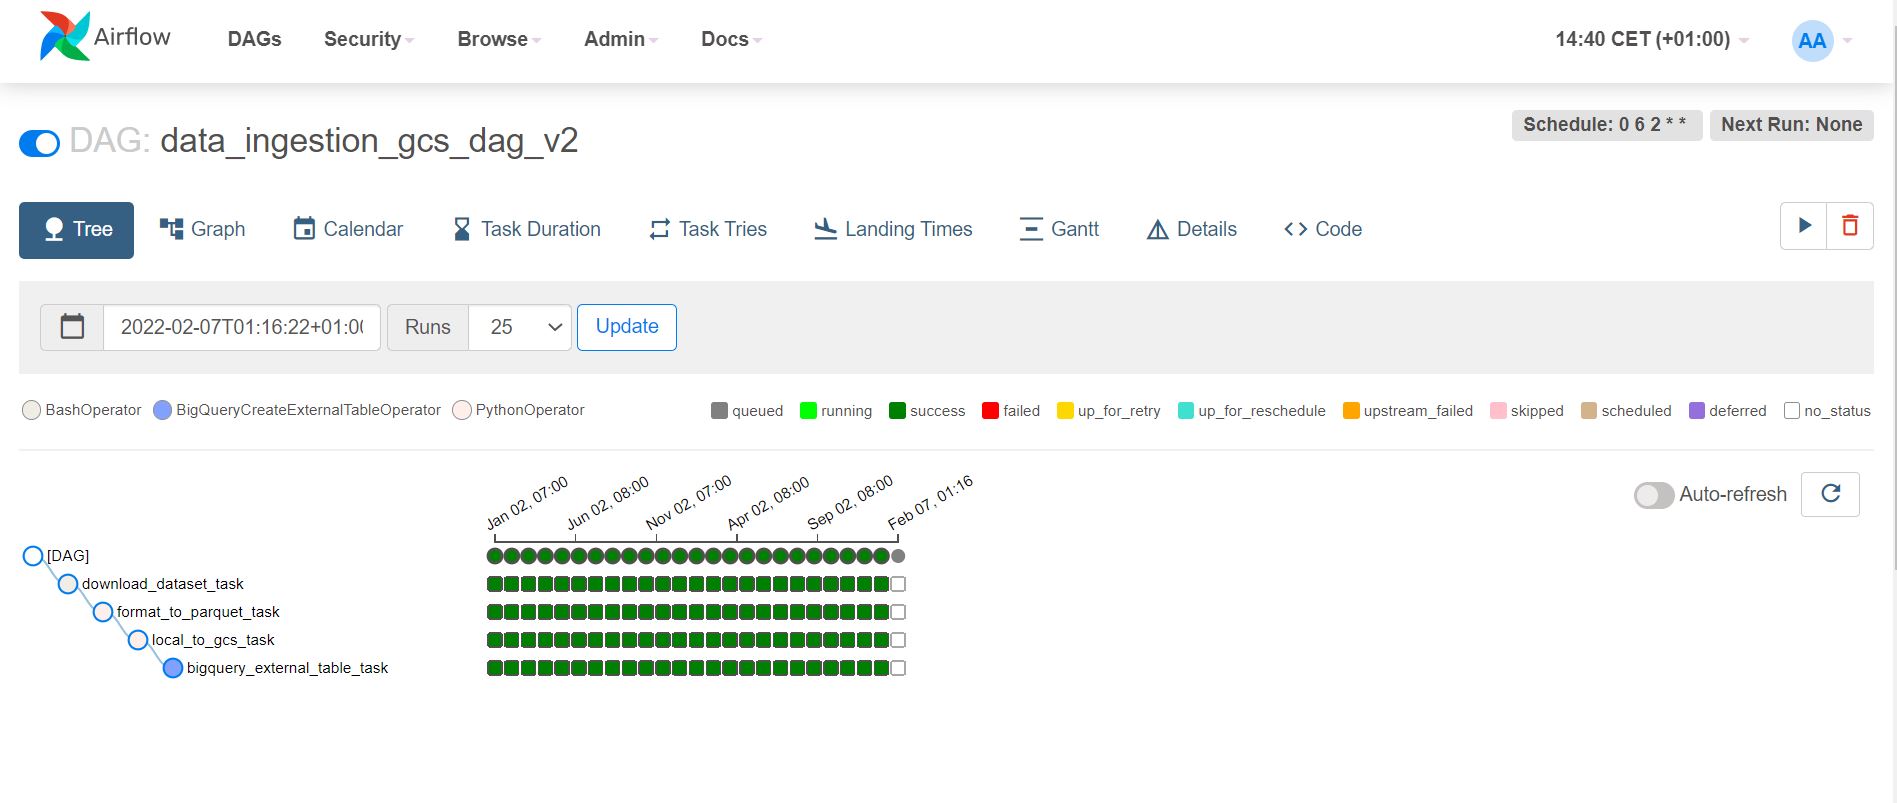 Airflow DAGs Security Browse Admin Docs 14:40 CET (+01:00) AA
Schedule: 0 6 2 * * Next Run: None
DAG: data_ingestion_gcs_dag_v2
Tree Graph Calendar Task Duration Task Tries Landing Times Gantt Details Code
2022-02-07T01:16:22+01:00 Runs 25 Update
BashOperator BigQueryCreateExternalTableOperator PythonOperator queued running success failed up_for_retry up_for_reschedule upstream_failed skipped scheduled deferred no_status
Jan 02, 07:00 Jun 02, 08:00 Nov 02, 07:00 Apr 02, 08:00 Sep 02, 08:00 Feb 07, 01:16
Auto-refresh
[DAG]
download_dataset_task
format_to_parquet_task
local_to_gcs_task
bigquery_external_table_task